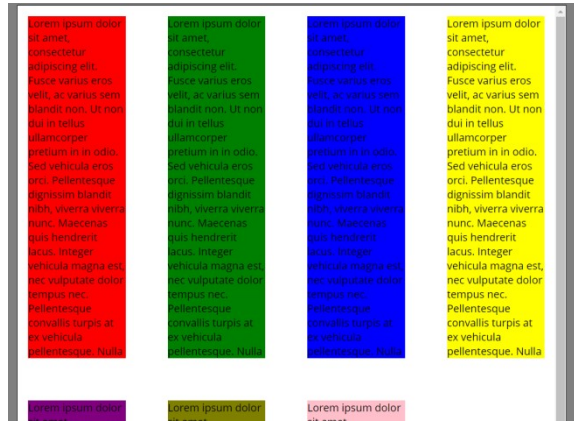 Lorem ipsum dolor
sit amet,
consectetur
adipiscing elit.
Fusce varius eros
velit, ac varius sem
blandit non. Ut non
dui in tellus
ullamcorper
pretium in in odio.
Sed vehicula eros
orci. Pellentesque
dignissim blandit
nibh, viverra viverra
nunc. Maecenas
quis hendrerit
lacus. Integer
vehicula magna est,
nec vulputate dolor
tempus nec.
Pellentesque
convallis turpis at
ex vehicula
pellentesque. Nulla
Lorem ipsum dolor
sit amet,
consectetur
adipiscing elit.
Fusce varius eros
velit, ac varius sem
blandit non. Ut non
dui in tellus
ullamcorper
pretium in in odio.
Sed vehicula eros
orci. Pellentesque
dignissim blandit
nibh, viverra viverra
nunc. Maecenas
quis hendrerit
lacus. Integer
vehicula magna est,
nec vulputate dolor
tempus nec.
Pellentesque
convallis turpis at
ex vehicula
pellentesque. Nulla
Lorem ipsum dolor
sit amet,
consectetur
adipiscing elit.
Fusce varius eros
velit, ac varius sem
blandit non. Ut non
dui in tellus
ullamcorper
pretium in in odio.
Sed vehicula eros
orci. Pellentesque
dignissim blandit
nibh, viverra viverra
nunc. Maecenas
quis hendrerit
lacus. Integer
vehicula magna est,
nec vulputate dolor
tempus nec.
Pellentesque
convallis turpis at
ex vehicula
pellentesque. Nulla
Lorem ipsum dolor
sit amet,
consectetur
adipiscing elit.
Fusce varius eros
velit, ac varius sem
blandit non. Ut non
dui in tellus
ullamcorper
pretium in in odio.
Sed vehicula eros
orci. Pellentesque
dignissim blandit
nibh, viverra viverra
nunc. Maecenas
quis hendrerit
lacus. Integer
vehicula magna est,
nec vulputate dolor
tempus nec.
Pellentesque
convallis turpis at
ex vehicula
pellentesque. Nulla
Lorem ipsum dolor
Lorem ipsum dolor
Lorem ipsum dolor